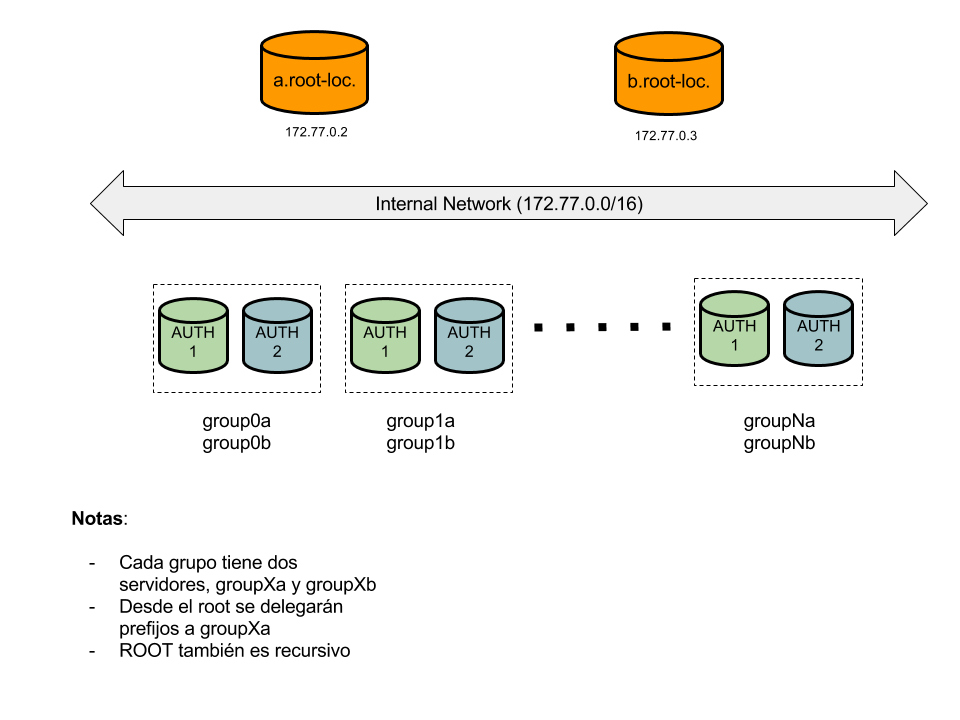 a.root-loc.
b.root-loc.
172.77.0.2
172.77.0.3
Internal Network (172.77.0.0/16)
AUTH
1
AUTH
2
AUTH
1
AUTH
2
AUTH
1
AUTH
2
group0a
group0b
group1a
group1b
groupNa
groupNb
Notas:
- Cada grupo tiene dos
servidores, groupXa y groupXb
- Desde el root se delegarán
prefijos a groupXa
- ROOT también es recursivo